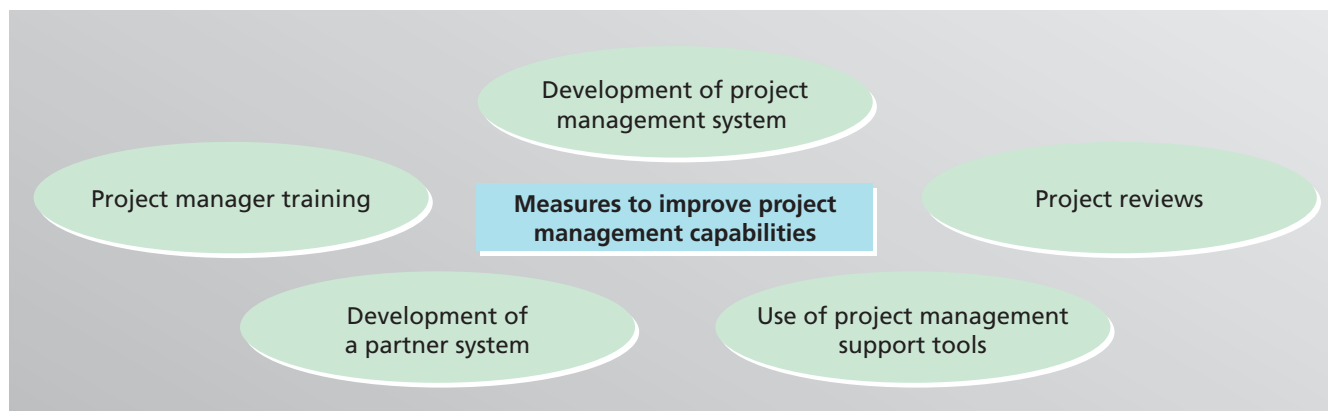 Development of project
management system
Project manager training
Measures to improve project
management capabilities
Project reviews
Development of
a partner system
Use of project management
support tools